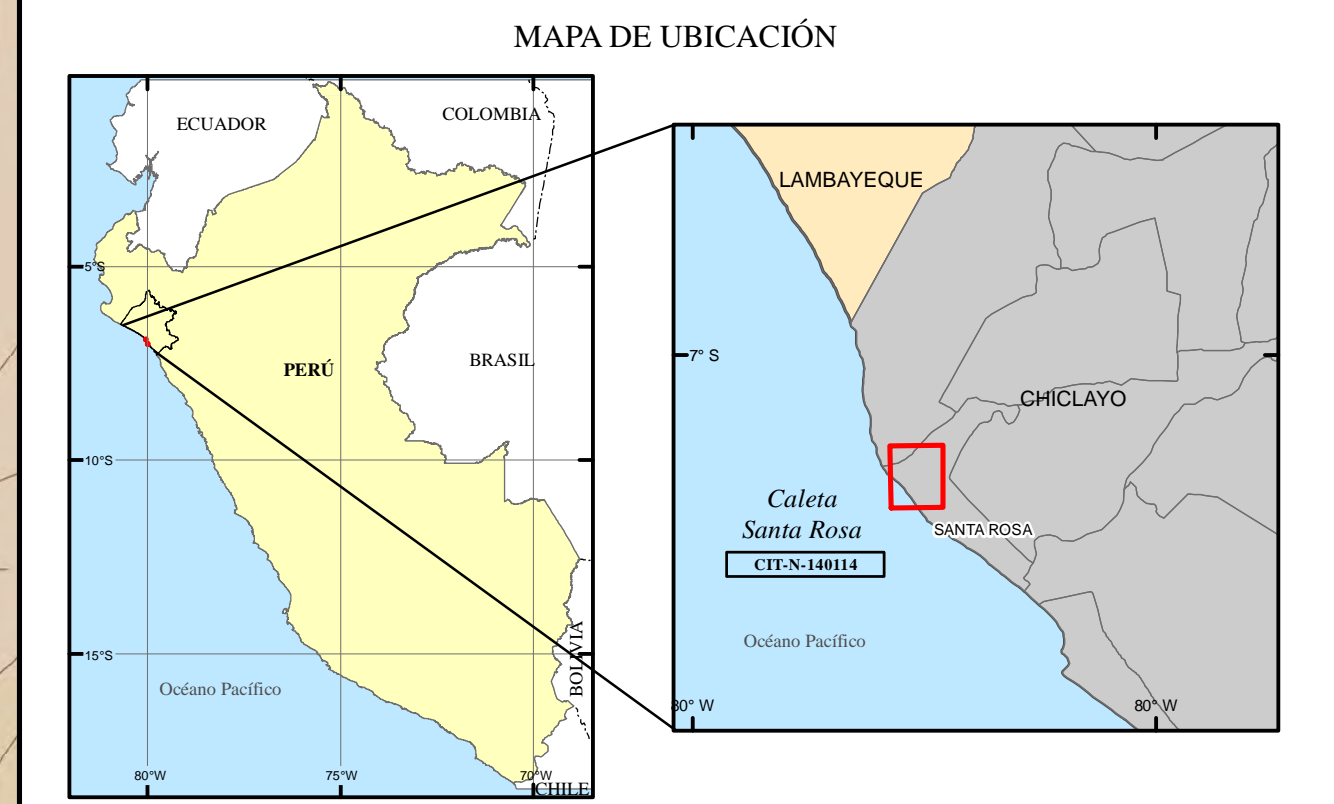 MAPA DE UBICACIÓN
ECUADOR
COLOMBIA
5°S
PERÚ
BRASIL
10°S
BOLIVIA
15°S
Océano Pacífico
80°W
75°W
70°W
CHILE
LAMBAYEQUE
7° S
CHICLAYO
Caleta
Santa Rosa
SANTA ROSA
CIT-N-140114
Océano Pacífico
80° W
80° W